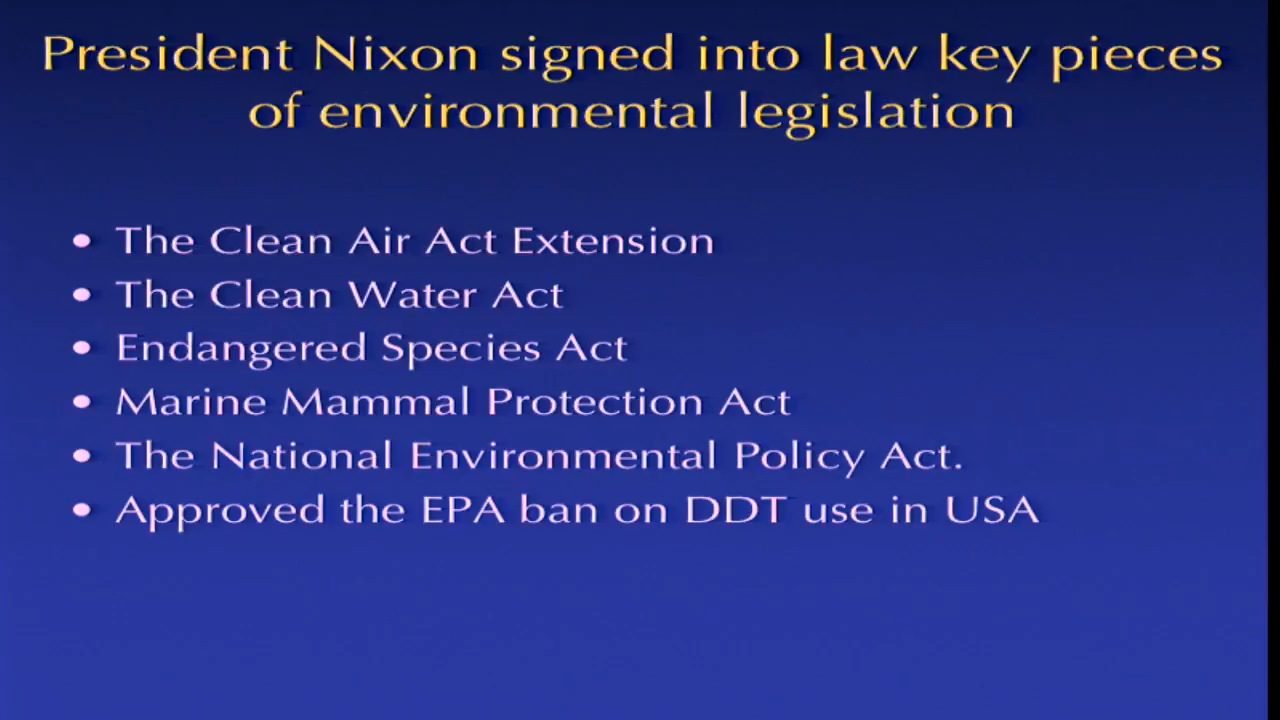 President Nixon signed into law key pieces
of environmental legislation
• The Clean Air Act Extension
• The Clean Water Act
• Endangered Species Act
• Marine Mammal Protection Act
• The National Environmental Policy Act.
• Approved the EPA ban on DDT use in USA